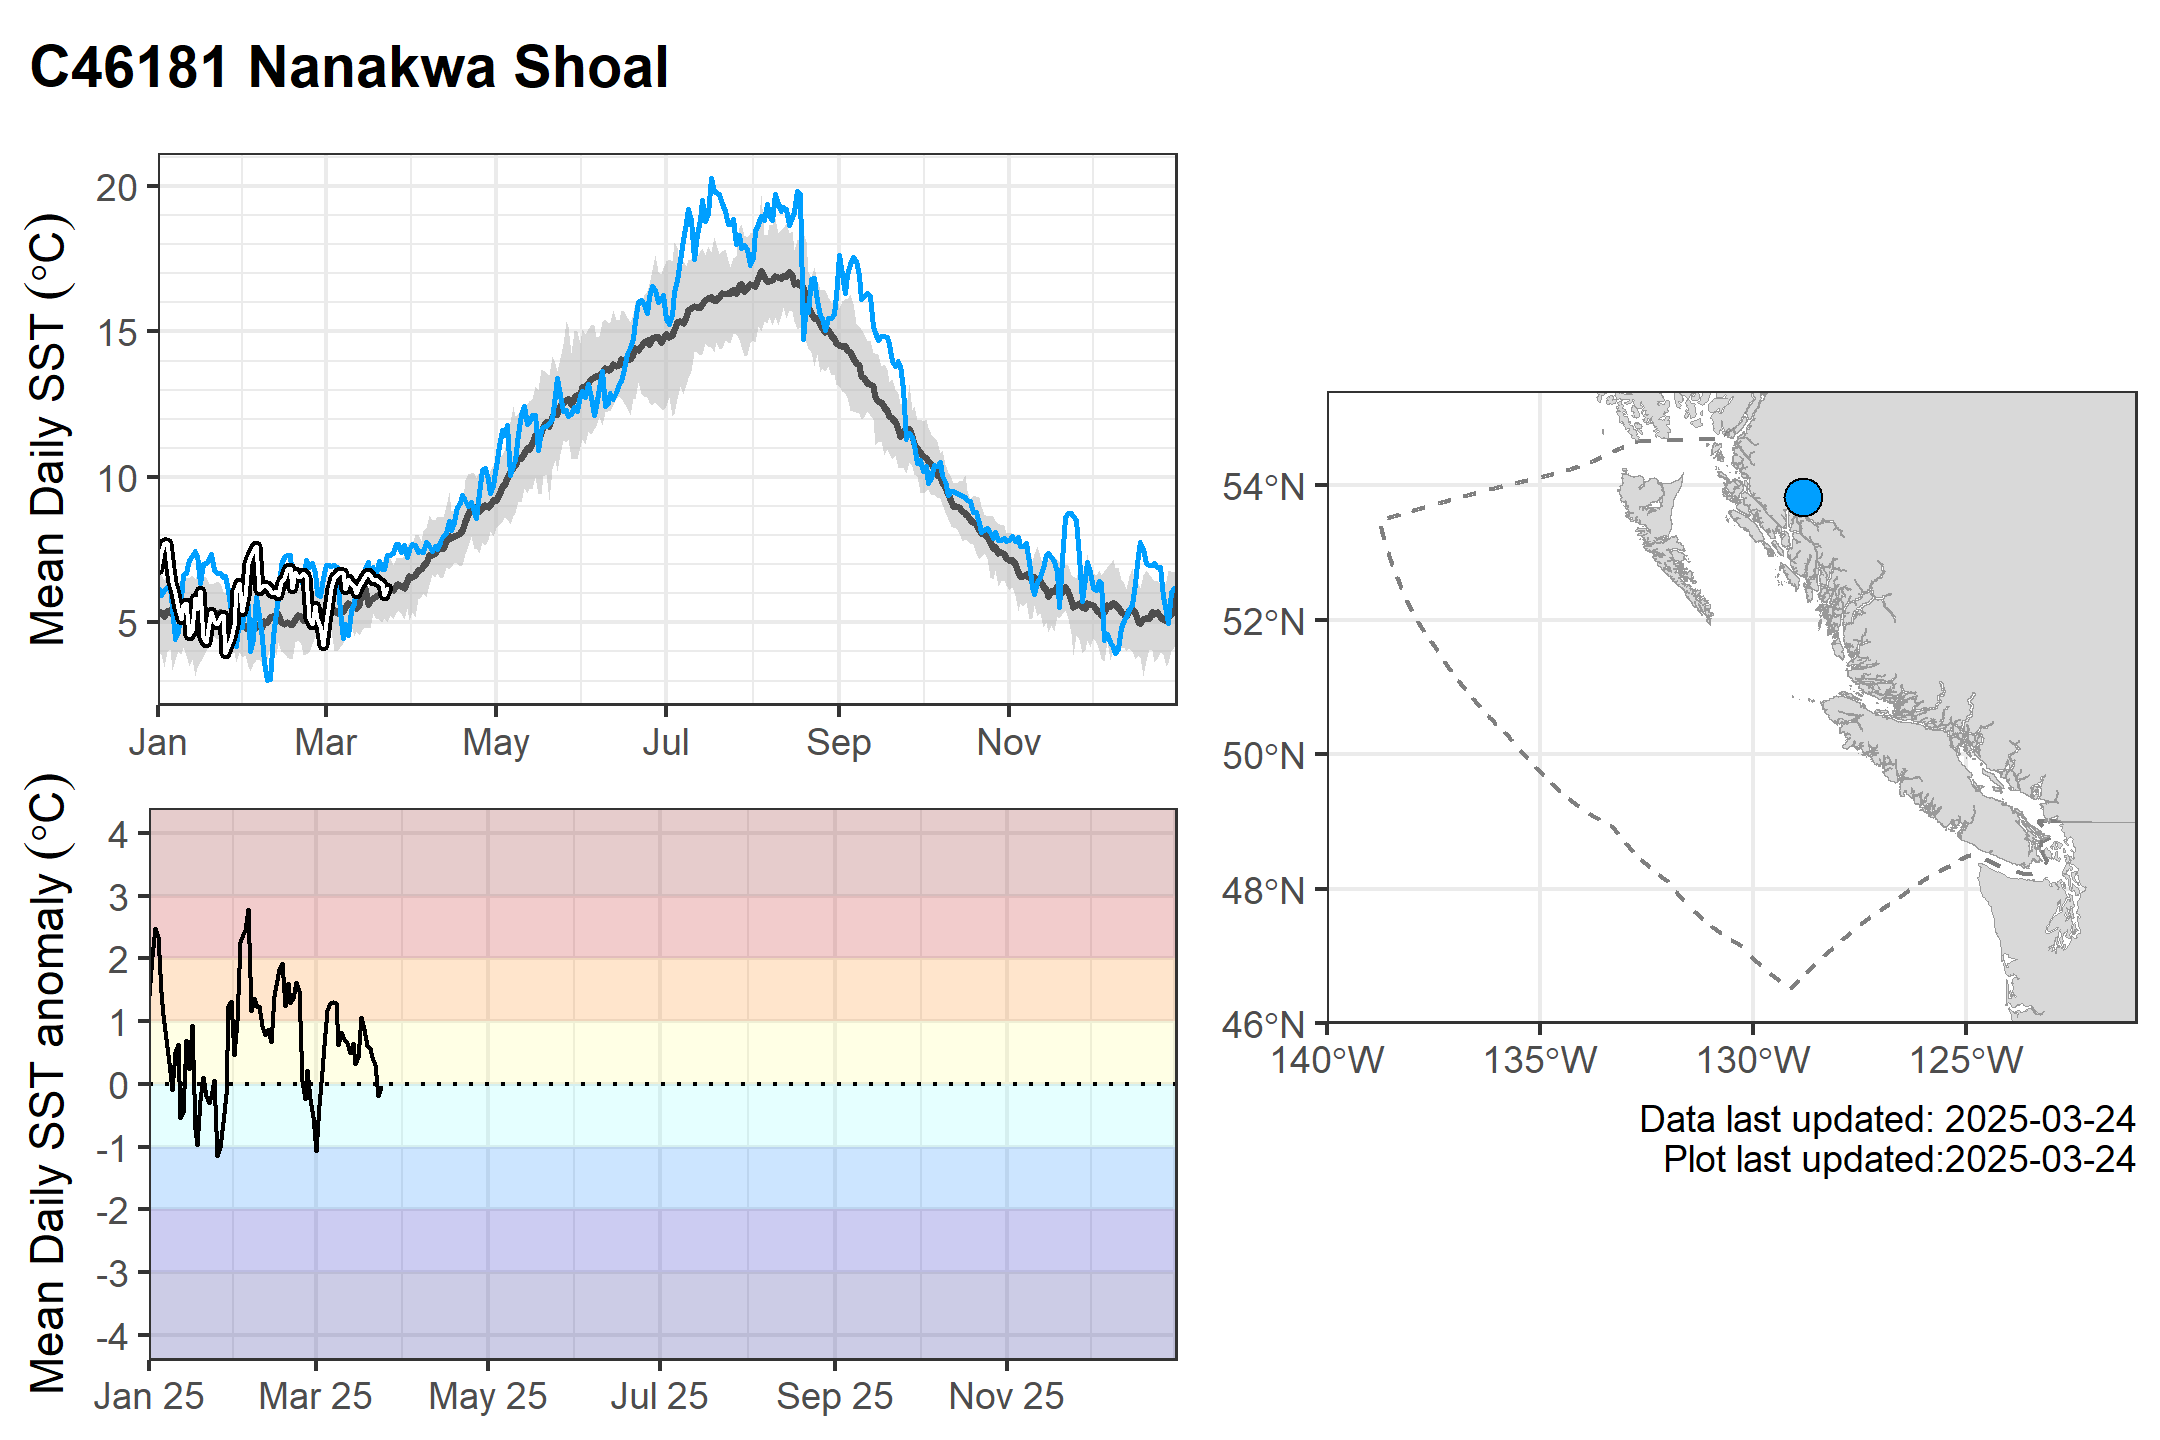 C46181 Nanakwa Shoal
Mean Daily SST (°C)
20
15
10
5
Jan
Mar
May
Jul
Sep
Nov
Mean Daily SST anomaly (°C)
4
3
2
1
0
-1
-2
-3
-4
Jan 25
Mar 25
May 25
Jul 25
Sep 25
Nov 25
54°N
52°N
50°N
48°N
46°N
140°W
135°W
130°W
125°W
Data last updated: 2025-03-24
Plot last updated:2025-03-24